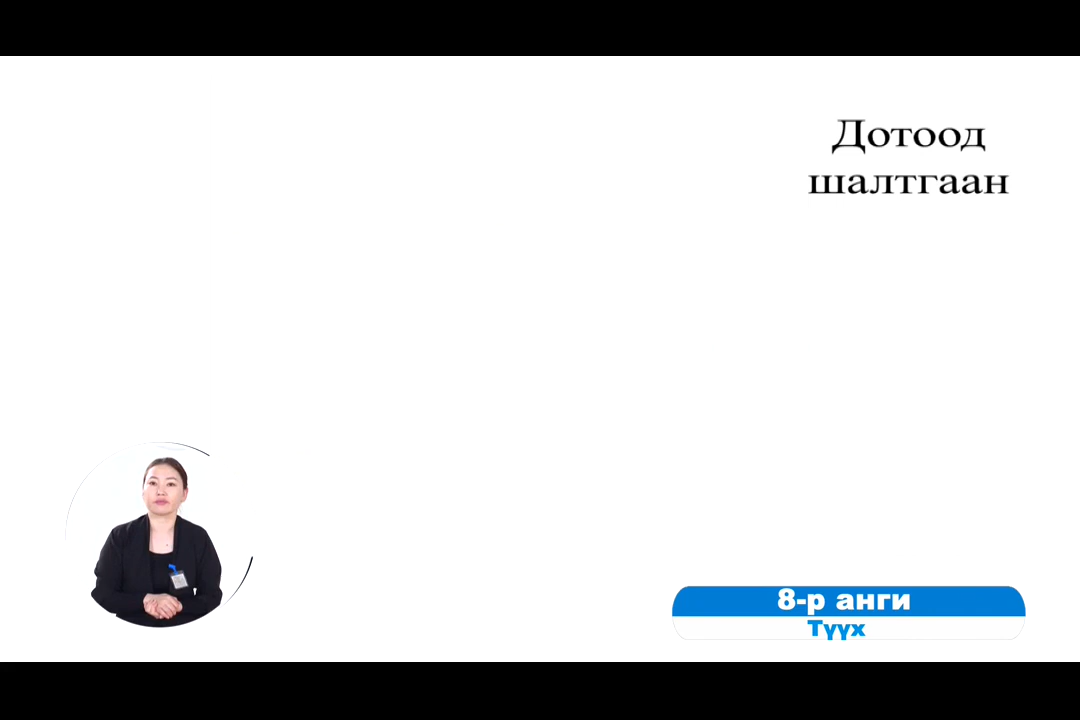 Дотоод
шалтгаан
8-р анги
Түүх